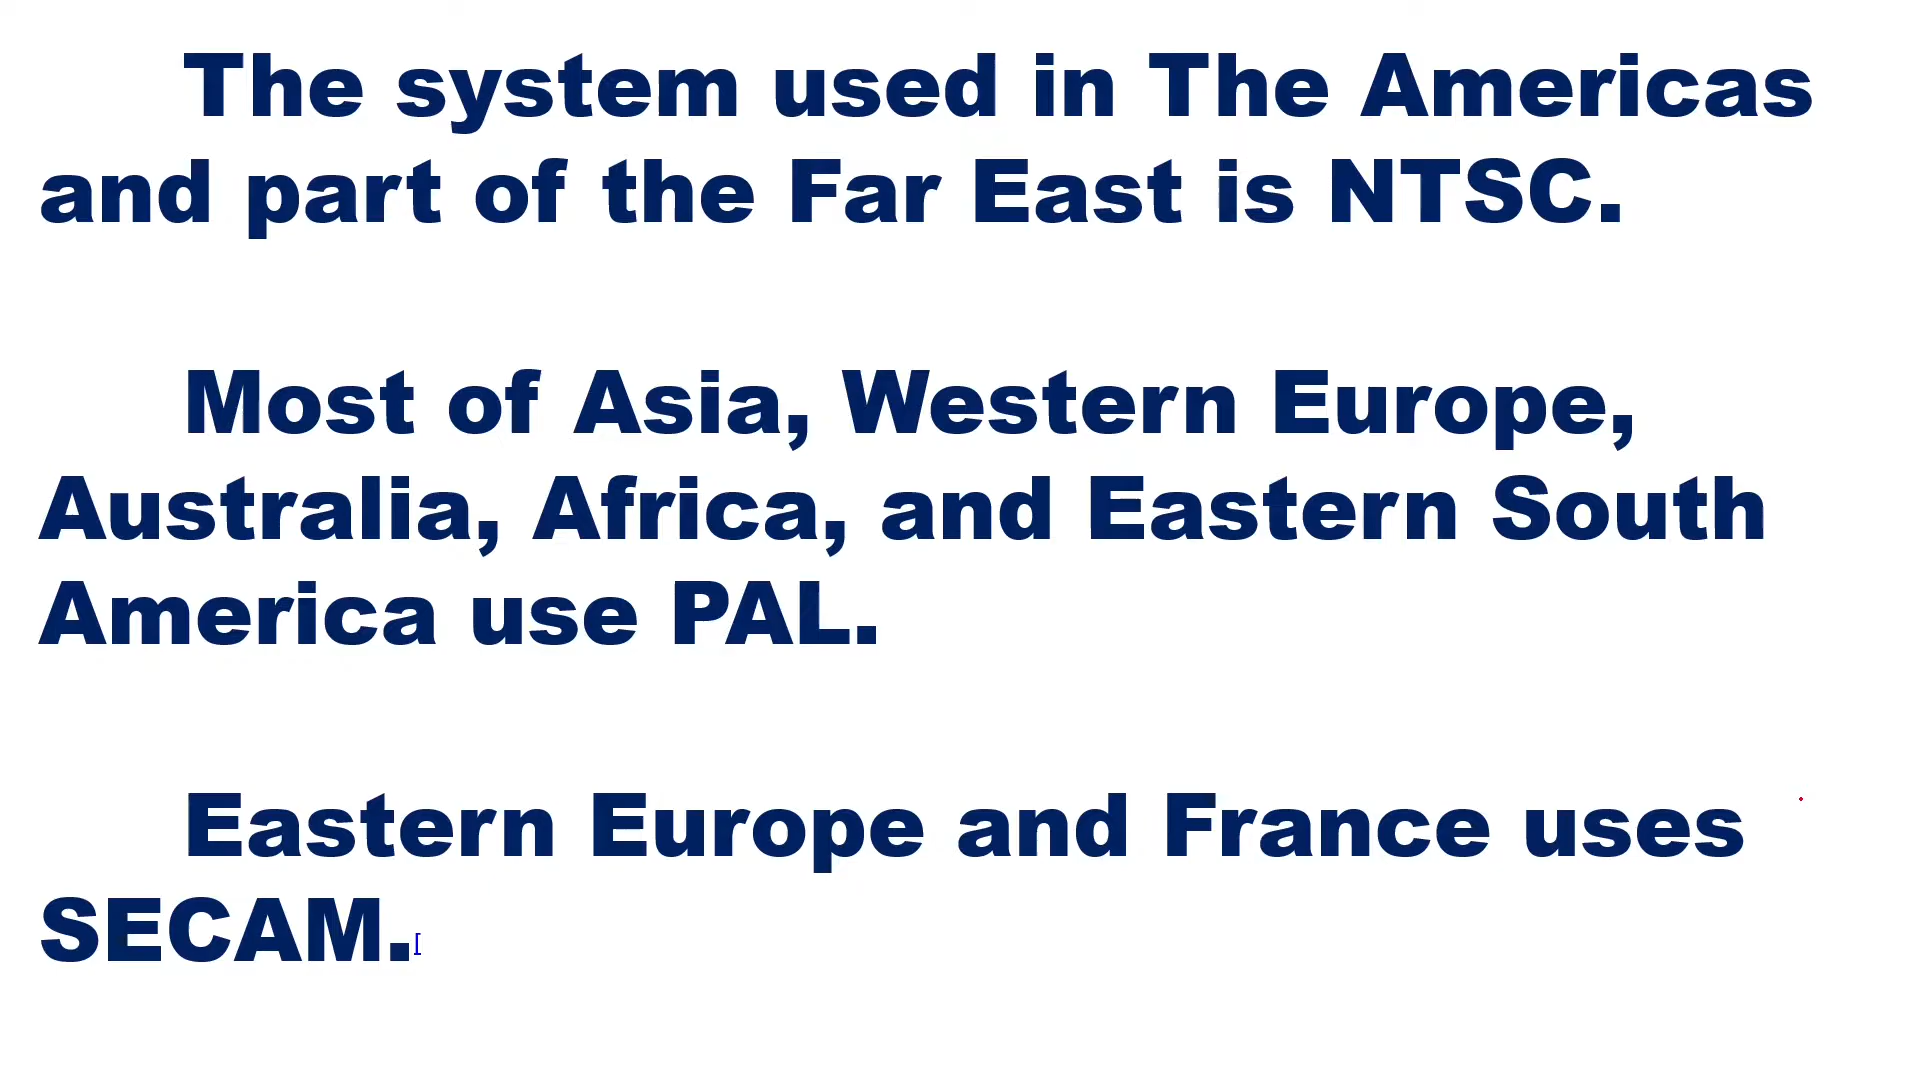 The system used in The Americas
and part of the Far East is NTSC.
Most of Asia, Western Europe,
Australia, Africa, and Eastern South
America use PAL.
Eastern Europe and France uses
SECAM.[